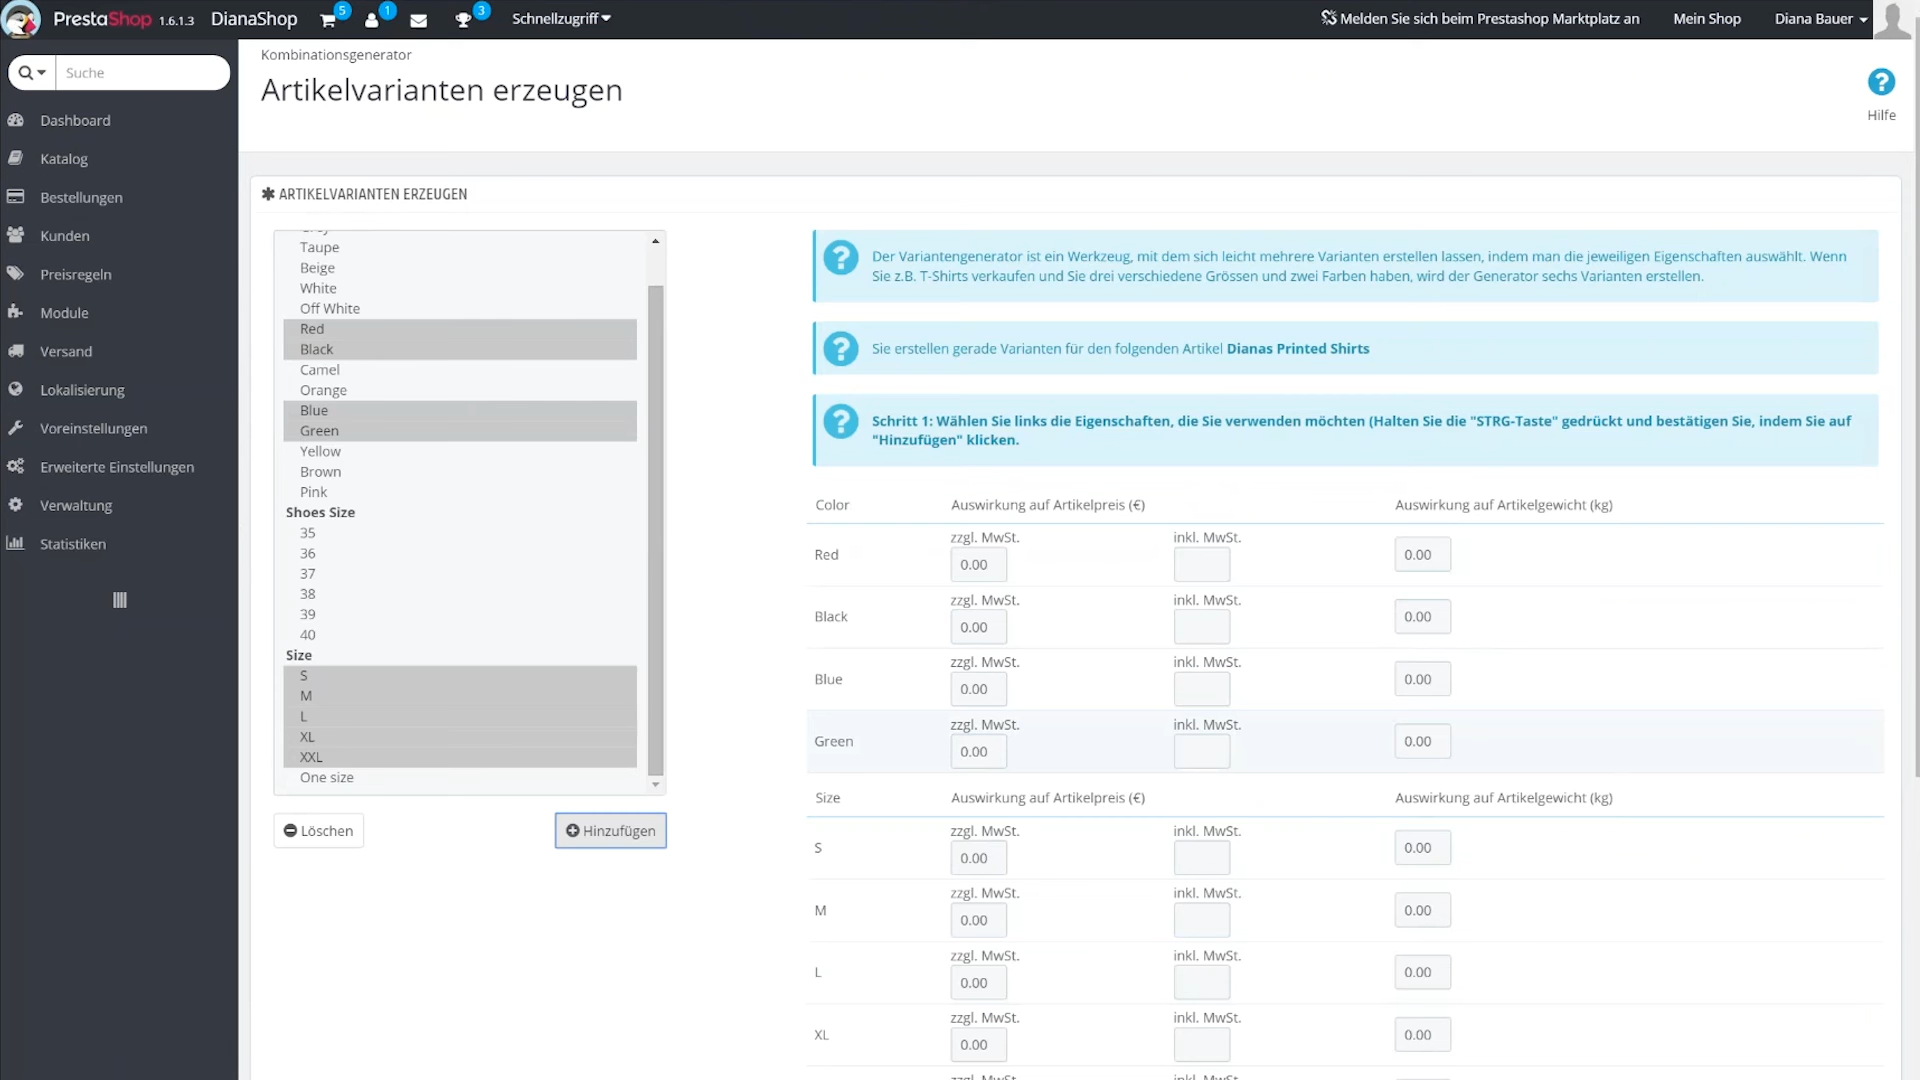 PrestaShop 1.6.1.3 DianaShop 5 1 3 Schnellzugriff Melden Sie sich beim Prestashop Marktplatz an Mein Shop Diana Bauer
Suche
Dashboard
Katalog
Bestellungen
Kunden
Preisregeln
Module
Versand
Lokalisierung
Voreinstellungen
Erweiterte Einstellungen
Verwaltung
Statistiken
Kombinationsgenerator
Artikelvarianten erzeugen
Hilfe
ARTIKELVARIANTEN ERZEUGEN
Grey
Taupe
Beige
White
Off White
Red
Black
Camel
Orange
Blue
Green
Yellow
Brown
Pink
Shoes Size
35
36
37
38
39
40
Size
S
M
L
XL
XXL
One size
Löschen Hinzufügen
Der Variantengenerator ist ein Werkzeug, mit dem sich leicht mehrere Varianten erstellen lassen, indem man die jeweiligen Eigenschaften auswählt. Wenn
Sie z.B. T-Shirts verkaufen und Sie drei verschiedene Grössen und zwei Farben haben, wird der Generator sechs Varianten erstellen.
Sie erstellen gerade Varianten für den folgenden Artikel Dianas Printed Shirts
Schritt 1: Wählen Sie links die Eigenschaften, die Sie verwenden möchten (Halten Sie die "STRG-Taste" gedrückt und bestätigen Sie, indem Sie auf
"Hinzufügen" klicken.
Color Auswirkung auf Artikelpreis (€) Auswirkung auf Artikelgewicht (kg)
zzgl. MwSt. inkl. MwSt.
Red 0.00 0.00
zzgl. MwSt. inkl. MwSt.
Black 0.00 0.00
zzgl. MwSt. inkl. MwSt.
Blue 0.00 0.00
zzgl. MwSt. inkl. MwSt.
Green 0.00 0.00
Size Auswirkung auf Artikelpreis (€) Auswirkung auf Artikelgewicht (kg)
zzgl. MwSt. inkl. MwSt.
S 0.00 0.00
zzgl. MwSt. inkl. MwSt.
M 0.00 0.00
zzgl. MwSt. inkl. MwSt.
L 0.00 0.00
zzgl. MwSt. inkl. MwSt.
XL 0.00 0.00
zzgl. MwSt. inkl. MwSt.